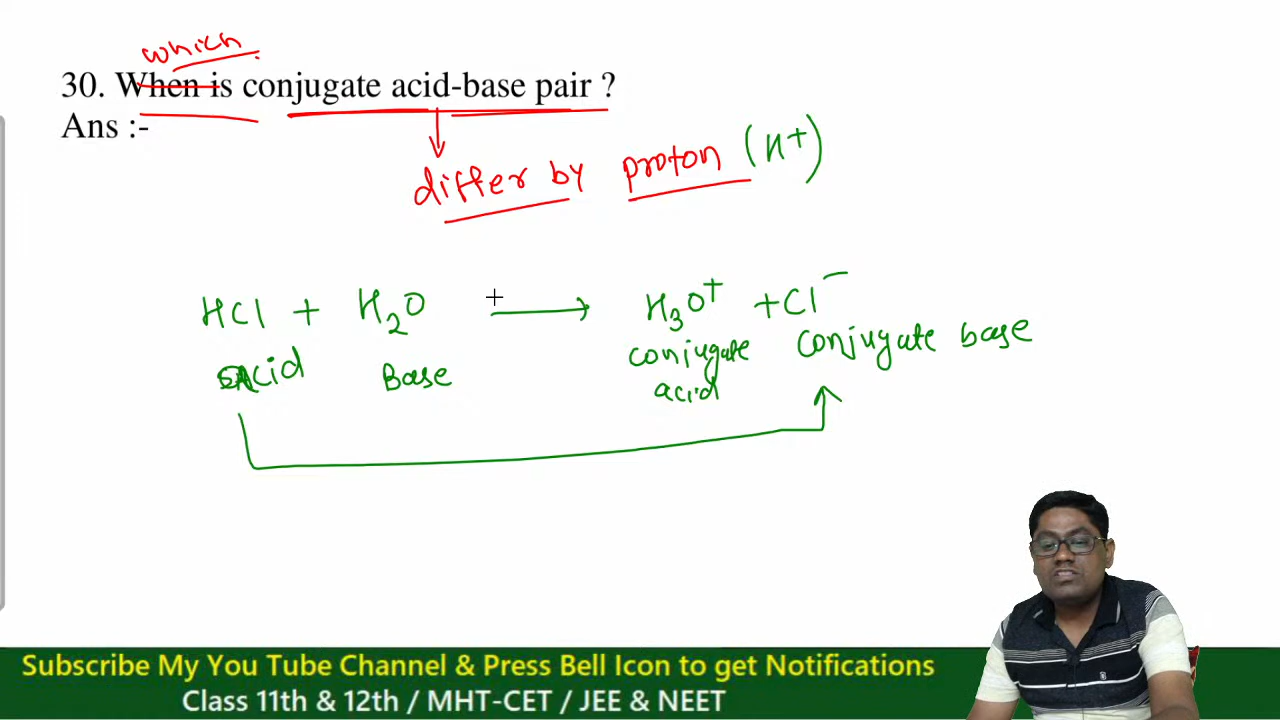 which.
30. When is conjugate acid-base pair ?
Ans :-
differ by proton (H+)
HCl + H2O ⟶ H3O+ + Cl⁻
acid Base conjugate acid conjugate base
Subscribe My You Tube Channel & Press Bell Icon to get Notifications
Class 11th & 12th / MHT-CET / JEE & NEET